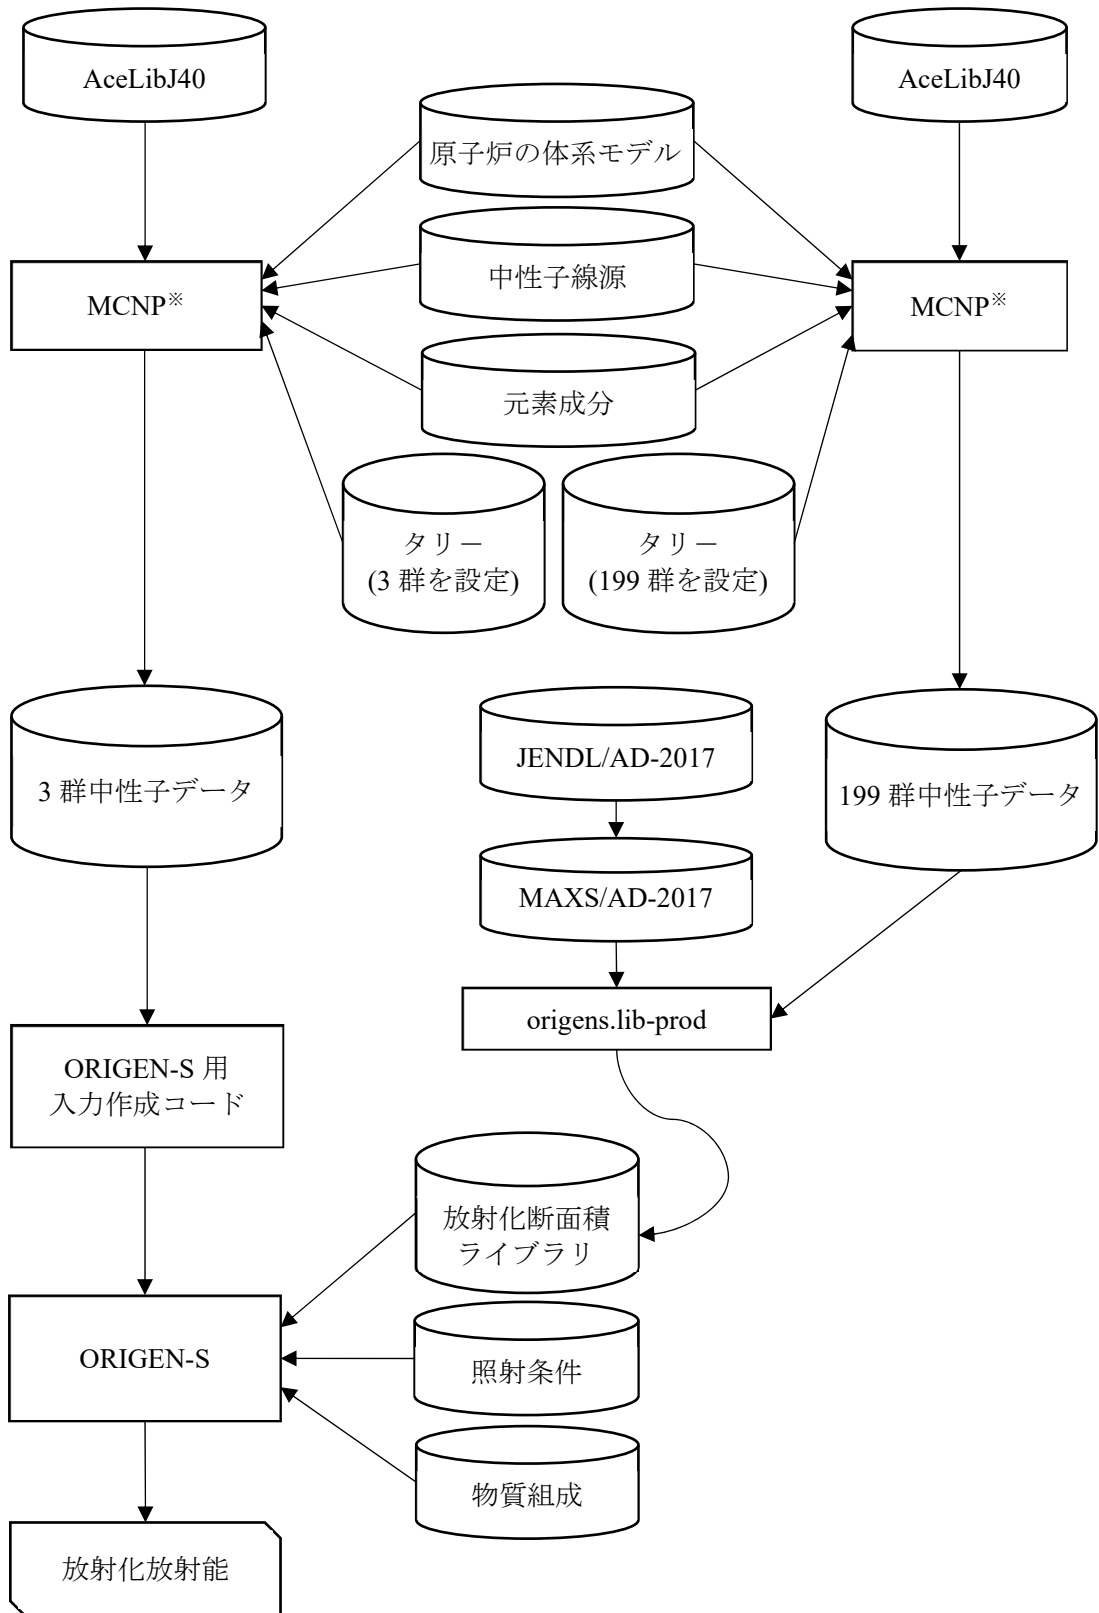 AceLibJ40
AceLibJ40
原子炉の体系モデル
中性子線源
MCNP※
MCNP※
元素成分
タリー
(3 群を設定)
タリー
(199 群を設定)
JENDL/AD-2017
3 群中性子データ
199 群中性子データ
MAXS/AD-2017
origens.lib-prod
ORIGEN-S 用
入力作成コード
放射化断面積
ライブラリ
ORIGEN-S
照射条件
物質組成
放射化放射能